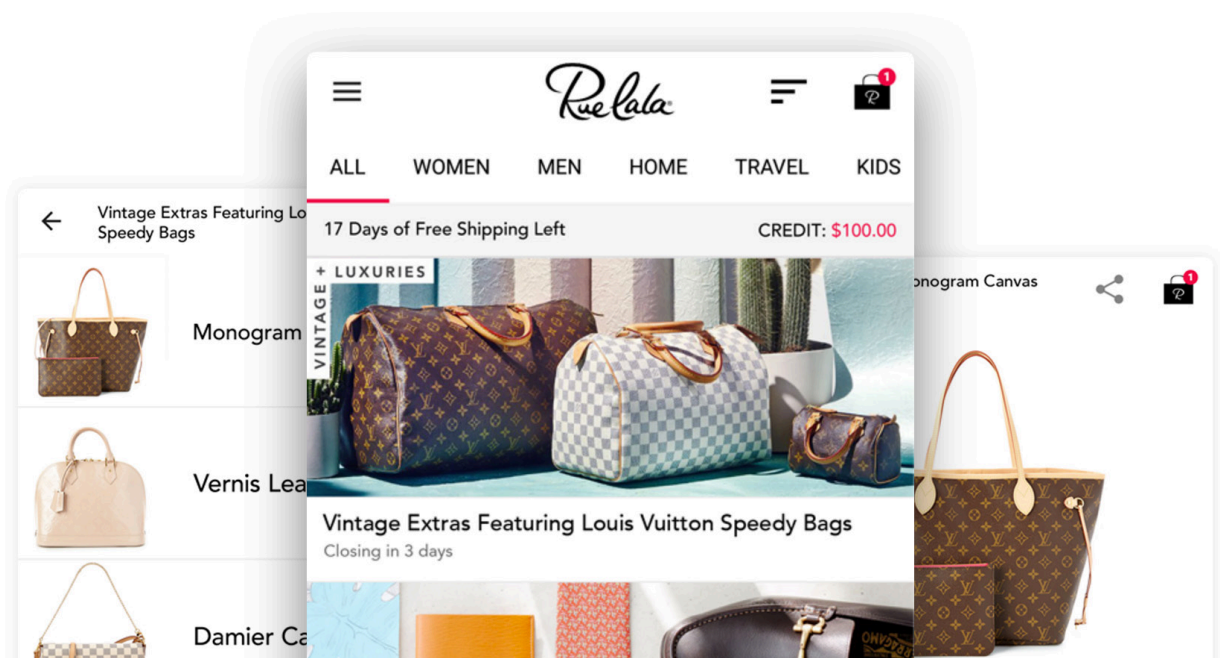 Vintage Extras Featuring Lo
Speedy Bags
Monogram
Vernis Lea
Damier Ca
Rue lala
1
R
ALL WOMEN MEN HOME TRAVEL KIDS
17 Days of Free Shipping Left CREDIT: $100.00
+ LUXURIES
VINTAGE
Vintage Extras Featuring Louis Vuitton Speedy Bags
Closing in 3 days
onogram Canvas
1
R